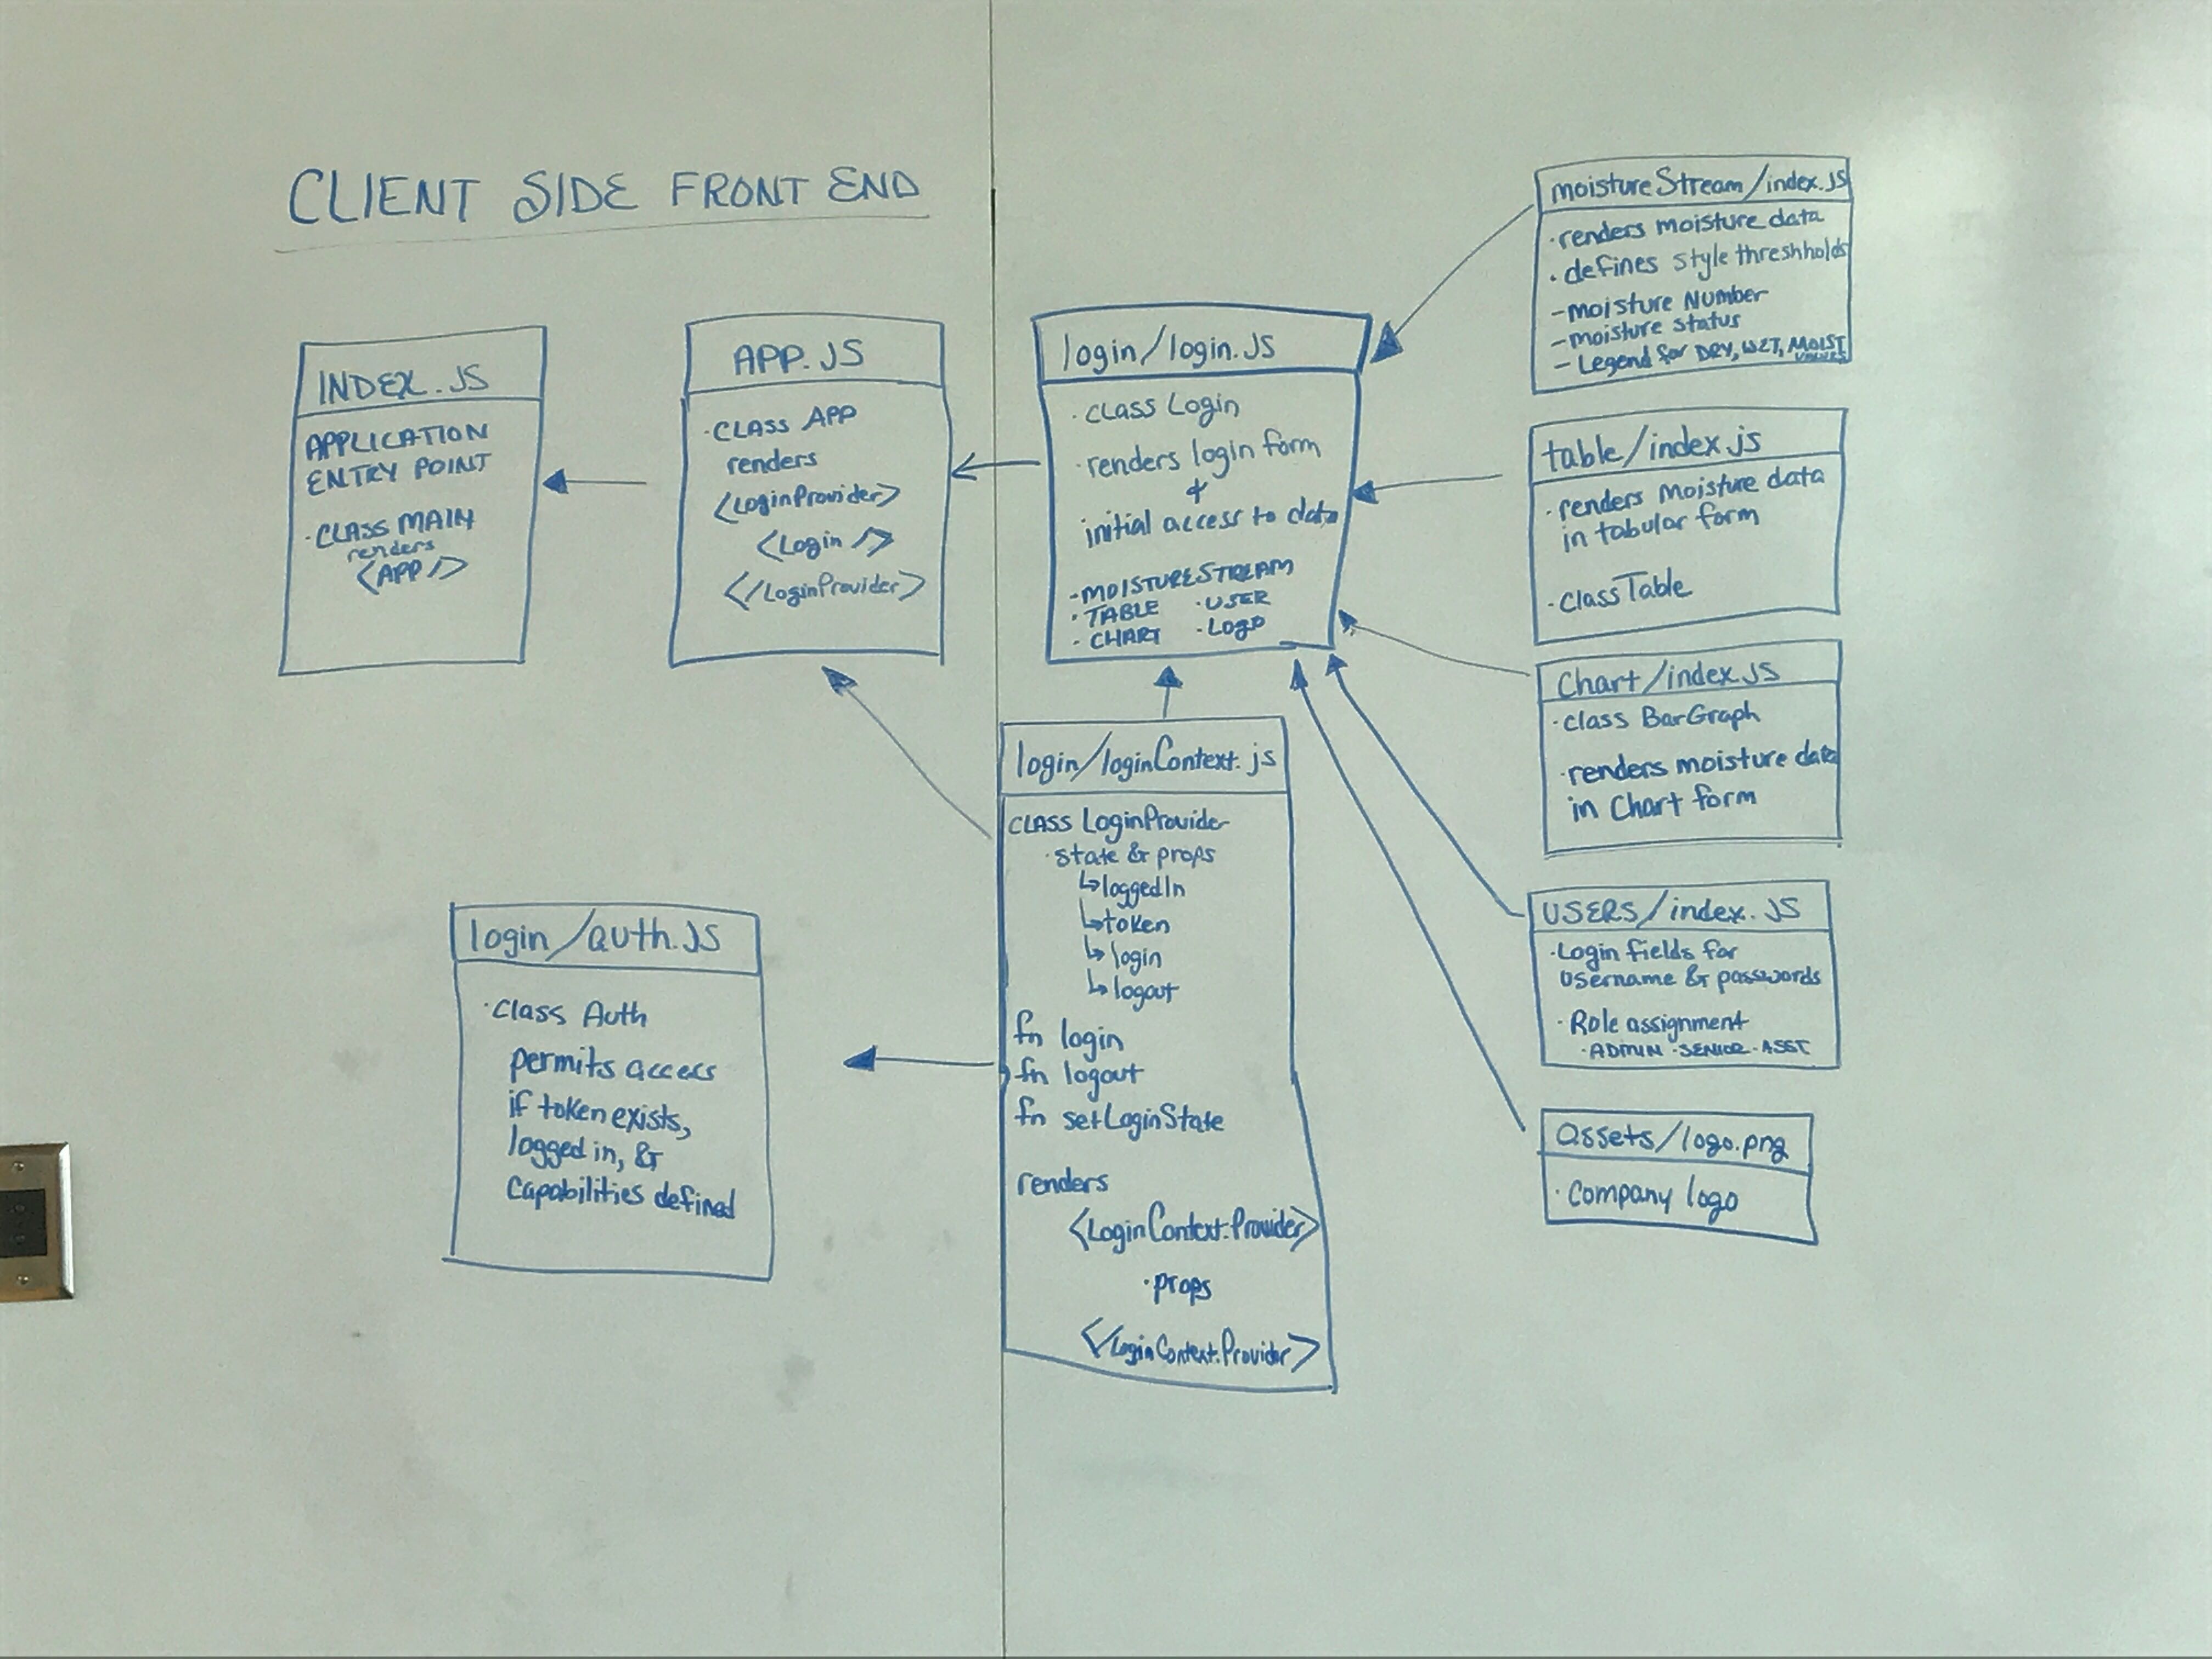 CLIENT SIDE FRONT END
INDEX.JS
APPLICATION
ENTRY POINT
· CLASS MAIN
renders
<APP/>
APP.JS
· CLASS APP
renders
<LoginProvider>
<Login />
</LoginProvider>
login/login.JS
· CLASS Login
· renders login form
&
initial access to data
- MOISTURESTREAM
· TABLE · USER
· CHART · LOGO
login/loginContext.js
CLASS LoginProvider
· state & props
↳ loggedIn
↳ token
↳ login
↳ logout
fn login
fn logout
fn setLoginState
renders
<LoginContext.Provider>
· props
</LoginContext.Provider>
login/auth.JS
· Class Auth
permits access
if token exists,
logged in, &
capabilities defined
moistureStream/index.JS
· renders moisture data
· defines style threshholds
- moisture Number
- moisture status
- Legend for DRY, WET, MOIST
VALUES
table/index.js
· renders Moisture data
in tabular form
· class Table
Chart/index.JS
· class BarGraph
· renders moisture data
in Chart form
USERS/index.JS
· Login fields for
Username & passwords
· Role assignment
· ADMIN · SENIOR · ASST
assets/logo.png
· Company logo